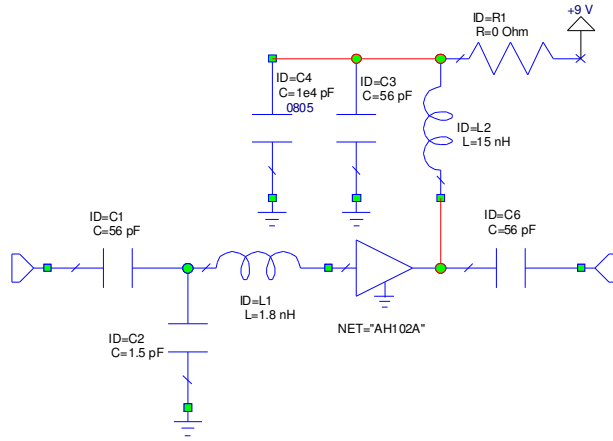 +9 V
ID=R1
R=0 Ohm
ID=C4
C=1e4 pF
0805
ID=C3
C=56 pF
ID=L2
L=15 nH
ID=C1
C=56 pF
ID=C6
C=56 pF
ID=L1
L=1.8 nH
NET="AH102A"
ID=C2
C=1.5 pF